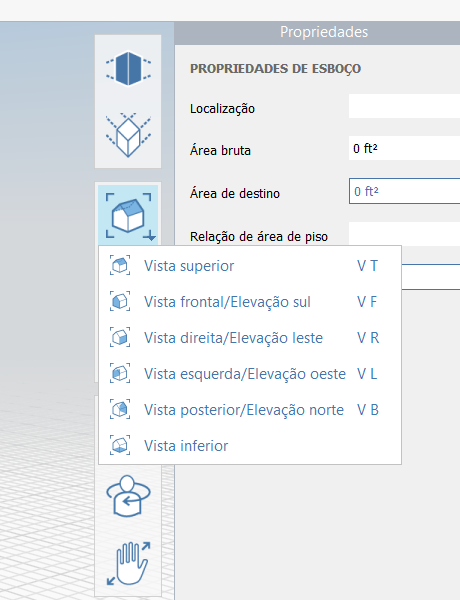 Propriedades
PROPRIEDADES DE ESBOÇO
Localização
Área bruta 0 ft²
Área de destino 0 ft²
Relação de área de piso
Vista superior V T
Vista frontal/Elevação sul V F
Vista direita/Elevação leste V R
Vista esquerda/Elevação oeste V L
Vista posterior/Elevação norte V B
Vista inferior